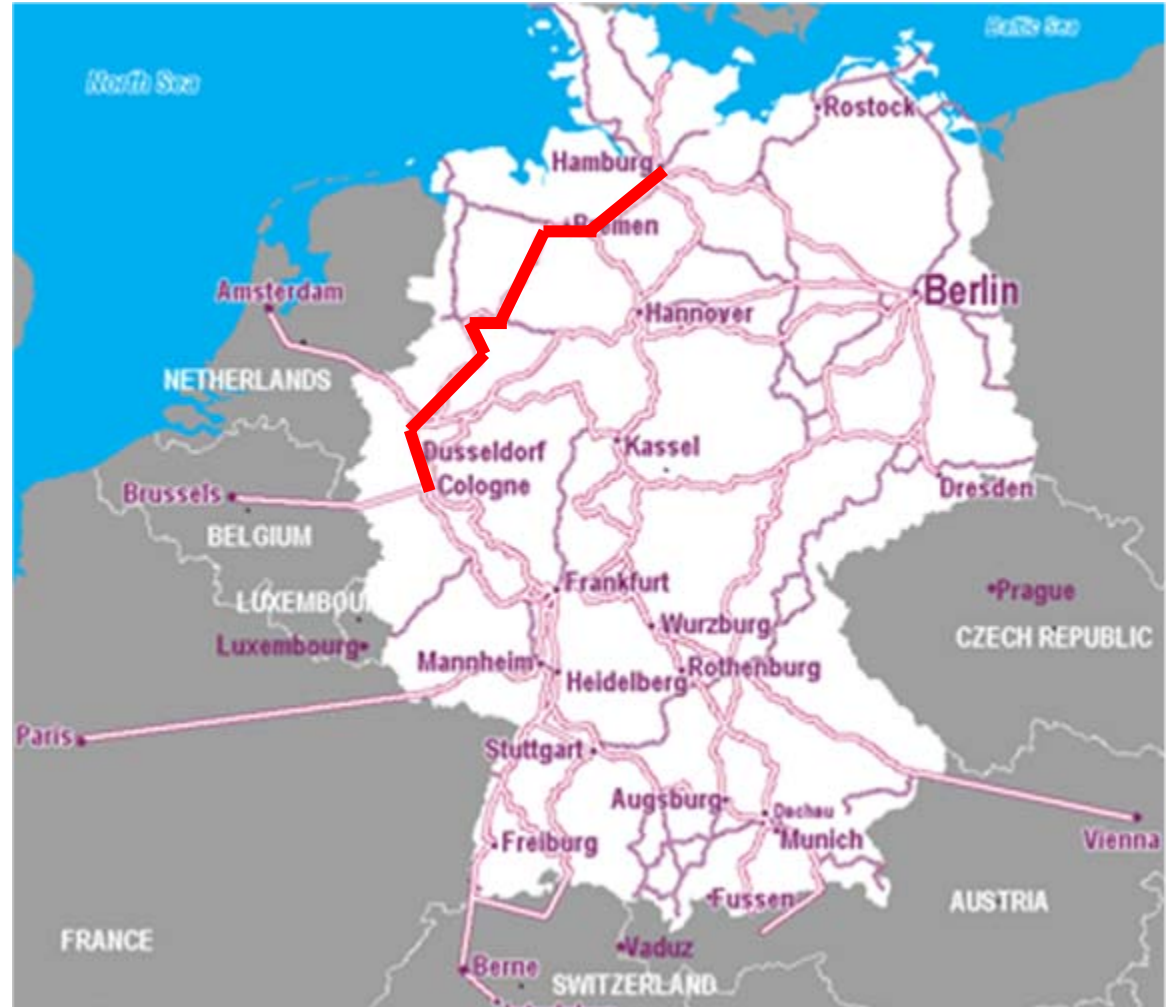 Baltic Sea
North Sea
Rostock
Hamburg
Bremen
Amsterdam
Berlin
Hannover
NETHERLANDS
Dusseldorf
Kassel
Cologne
Brussels
Dresden
BELGIUM
Frankfurt
Prague
LUXEMBOU
Wurzburg
CZECH REPUBLIC
Luxembourg
Mannheim
Rothenburg
Heidelberg
Paris
Stuttgart
Augsburg
Dachau
Munich
Vienna
Freiburg
Fussen
AUSTRIA
FRANCE
Vaduz
Berne
SWITZERLAND